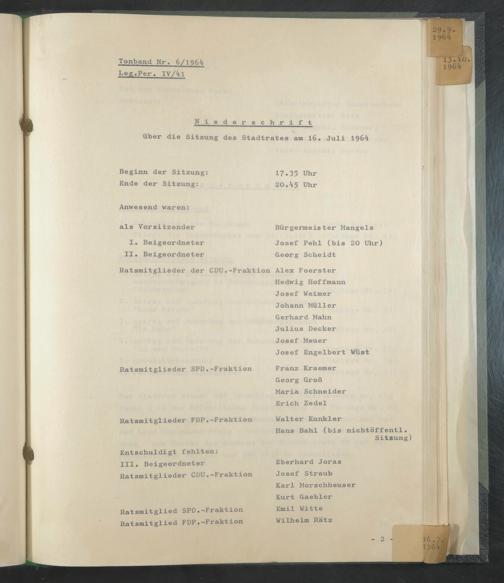 29.9.
1964
13.10.
1964
Tonband Nr. 6/1964
Leg.Per. IV/41
Niederschrift
über die Sitzung des Stadtrates am 16. Juli 1964
Beginn der Sitzung: 17.35 Uhr
Ende der Sitzung: 20.45 Uhr
Anwesend waren:
als Vorsitzender Bürgermeister Mangels
I. Beigeordneter Josef Pehl (bis 20 Uhr)
II. Beigeordneter Georg Scheidt
Ratsmitglieder der CDU.-Fraktion Alex Foerster
Hedwig Hoffmann
Josef Weimer
Johann Müller
Gerhard Mahn
Julius Decker
Josef Meuer
Josef Engelbert Wüst
Ratsmitglieder SPD.-Fraktion Franz Kraemer
Georg Groß
Maria Schneider
Erich Zedel
Ratsmitglieder FDP.-Fraktion Walter Kunkler
Hans Bahl (bis nichtöffentl.
Sitzung)
Entschuldigt fehlten:
III. Beigeordneter Eberhard Joras
Ratsmitglieder CDU.-Fraktion Josef Straub
Karl Morschheuser
Kurt Gaebler
Ratsmitglied SPD.-Fraktion Emil Witte
Ratsmitglied FDP.-Fraktion Wilhelm Rätz
- 2 -
16.7.
1964